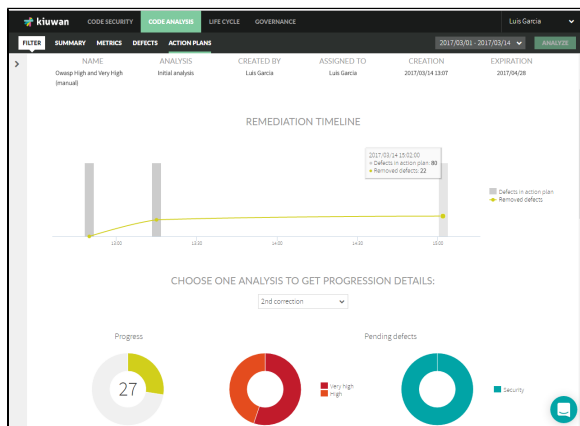 kiuwan CODE SECURITY CODE ANALYSIS LIFE CYCLE GOVERNANCE Luis Garcia
FILTER SUMMARY METRICS DEFECTS ACTION PLANS 2017/03/01 - 2017/03/14 ANALYZE
NAME ANALYSIS CREATED BY ASSIGNED TO CREATION EXPIRATION
Owasp High and Very High Initial analysis Luis Garcia Luis Garcia 2017/03/14 13:07 2017/04/28
(manual)
REMEDIATION TIMELINE
2017/03/14 15:02:00
Defects in action plan: 80
Removed defects: 22
Defects in action plan
Removed defects
13:00 13:30 14:00 14:30 15:00
CHOOSE ONE ANALYSIS TO GET PROGRESSION DETAILS:
2nd correction
Progress Pending defects
27
Very high
High
Security